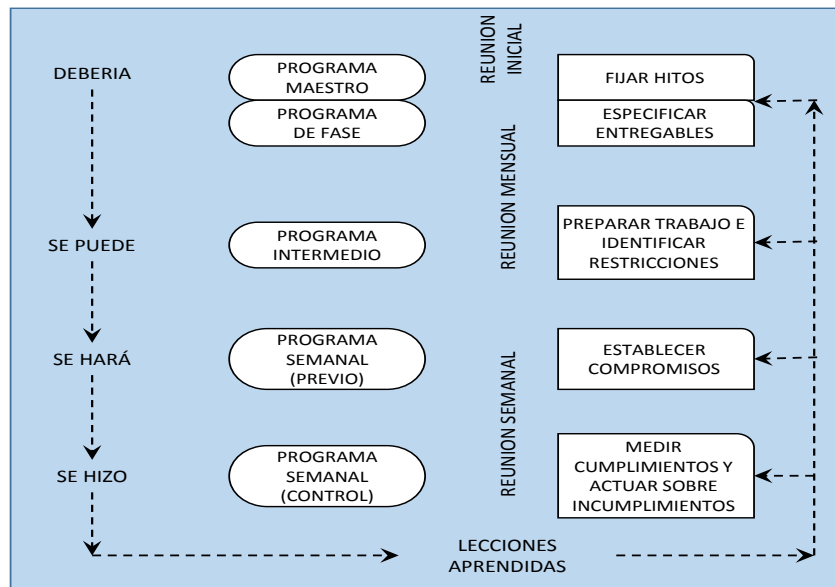 REUNION
INICIAL
DEBERIA
PROGRAMA
MAESTRO
FIJAR HITOS
PROGRAMA
DE FASE
ESPECIFICAR
ENTREGABLES
REUNION MENSUAL
SE PUEDE
PROGRAMA
INTERMEDIO
PREPARAR TRABAJO E
IDENTIFICAR
RESTRICCIONES
SE HARÁ
PROGRAMA
SEMANAL
(PREVIO)
REUNION SEMANAL
ESTABLECER
COMPROMISOS
SE HIZO
PROGRAMA
SEMANAL
(CONTROL)
MEDIR
CUMPLIMIENTOS Y
ACTUAR SOBRE
INCUMPLIMIENTOS
LECCIONES
APRENDIDAS